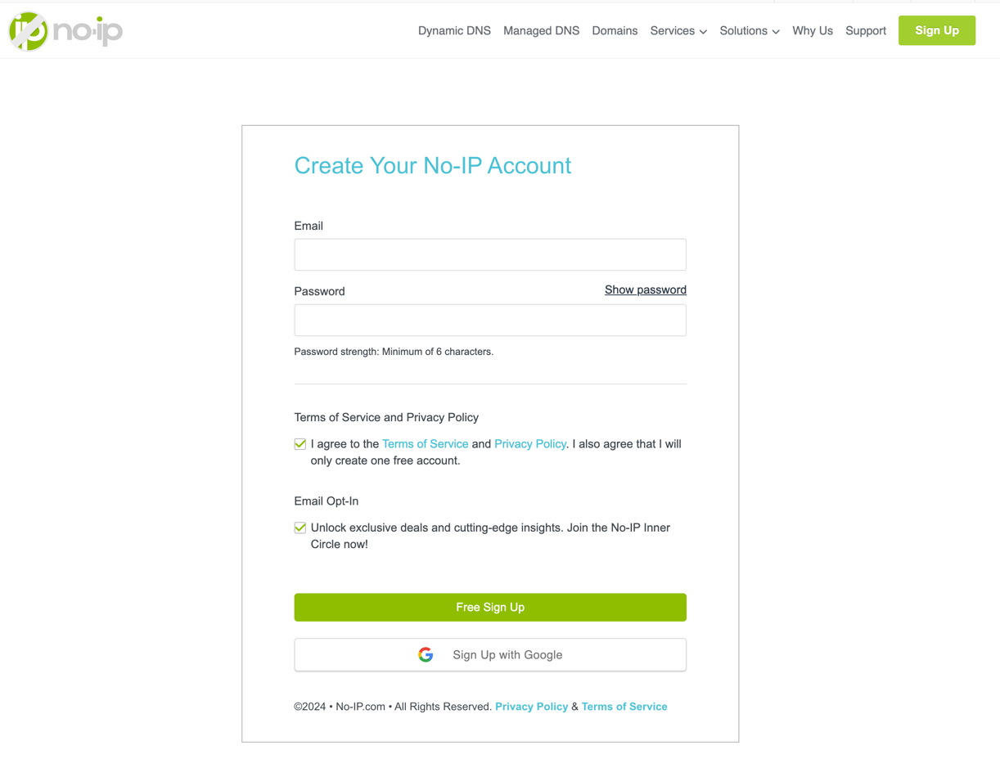 ip no-ip
Dynamic DNS Managed DNS Domains Services Solutions Why Us Support Sign Up
Create Your No-IP Account
Email
Password Show password
Password strength: Minimum of 6 characters.
Terms of Service and Privacy Policy
I agree to the Terms of Service and Privacy Policy. I also agree that I will
only create one free account.
Email Opt-In
Unlock exclusive deals and cutting-edge insights. Join the No-IP Inner
Circle now!
Free Sign Up
Sign Up with Google
©2024 • No-IP.com • All Rights Reserved. Privacy Policy & Terms of Service